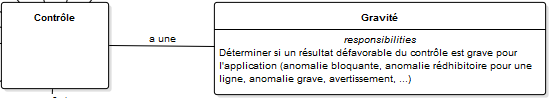 Contrôle
a une
Gravité
responsibilities
Déterminer si un résultat défavorable du contrôle est grave pour
l'application (anomalie bloquante, anomalie rédhibitoire pour une
ligne, anomalie grave, avertissement, ...)